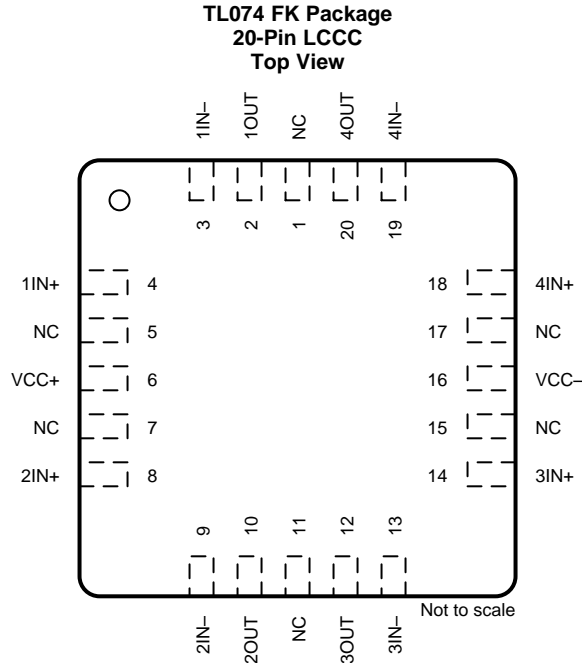 TL074 FK Package
20-Pin LCCC
Top View
1IN–
1OUT
NC
4OUT
4IN–
3
2
1
20
19
1IN+ 4
NC 5
VCC+ 6
NC 7
2IN+ 8
18 4IN+
17 NC
16 VCC–
15 NC
14 3IN+
9
10
11
12
13
2IN–
2OUT
NC
3OUT
3IN–
Not to scale